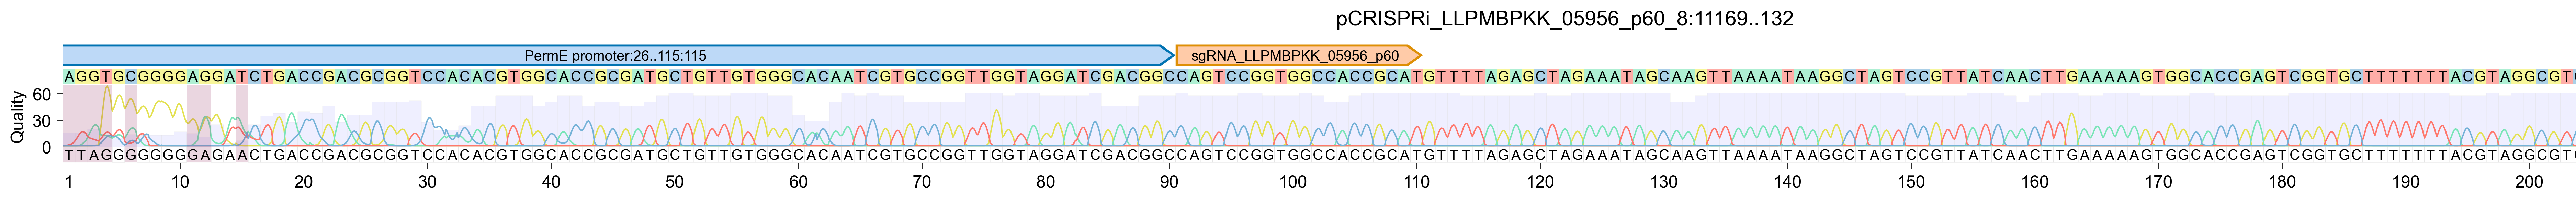 pCRISPRi_LLPMBPKK_05956_p60_8:11169..132
PermE promoter:26..115:115
sgRNA_LLPMBPKK_05956_p60
AGGTGCGGGGAGGATCTGACCGACGCGGTCCACACGTGGCACCGCGATGCTGTTGTGGGCACAATCGTGCCGGTTGGTAGGATCGACGGCCAGTCCGGTGGCCACCGCATGTTTTAGAGCTAGAAATAGCAAGTTAAAATAAGGCTAGTCCGTTATCAACTTGAAAAAGTGGCACCGAGTCGGTGCTTTTTTTACGTAGGCGT
Quality
60
30
0
TTAGGGGGGGGAGAACTGACCGACGCGGTCCACACGTGGCACCGCGATGCTGTTGTGGGCACAATCGTGCCGGTTGGTAGGATCGACGGCCAGTCCGGTGGCCACCGCATGTTTTAGAGCTAGAAATAGCAAGTTAAAATAAGGCTAGTCCGTTATCAACTTGAAAAAGTGGCACCGAGTCGGTGCTTTTTTTACGTAGGCGT
1 10 20 30 40 50 60 70 80 90 100 110 120 130 140 150 160 170 180 190 200